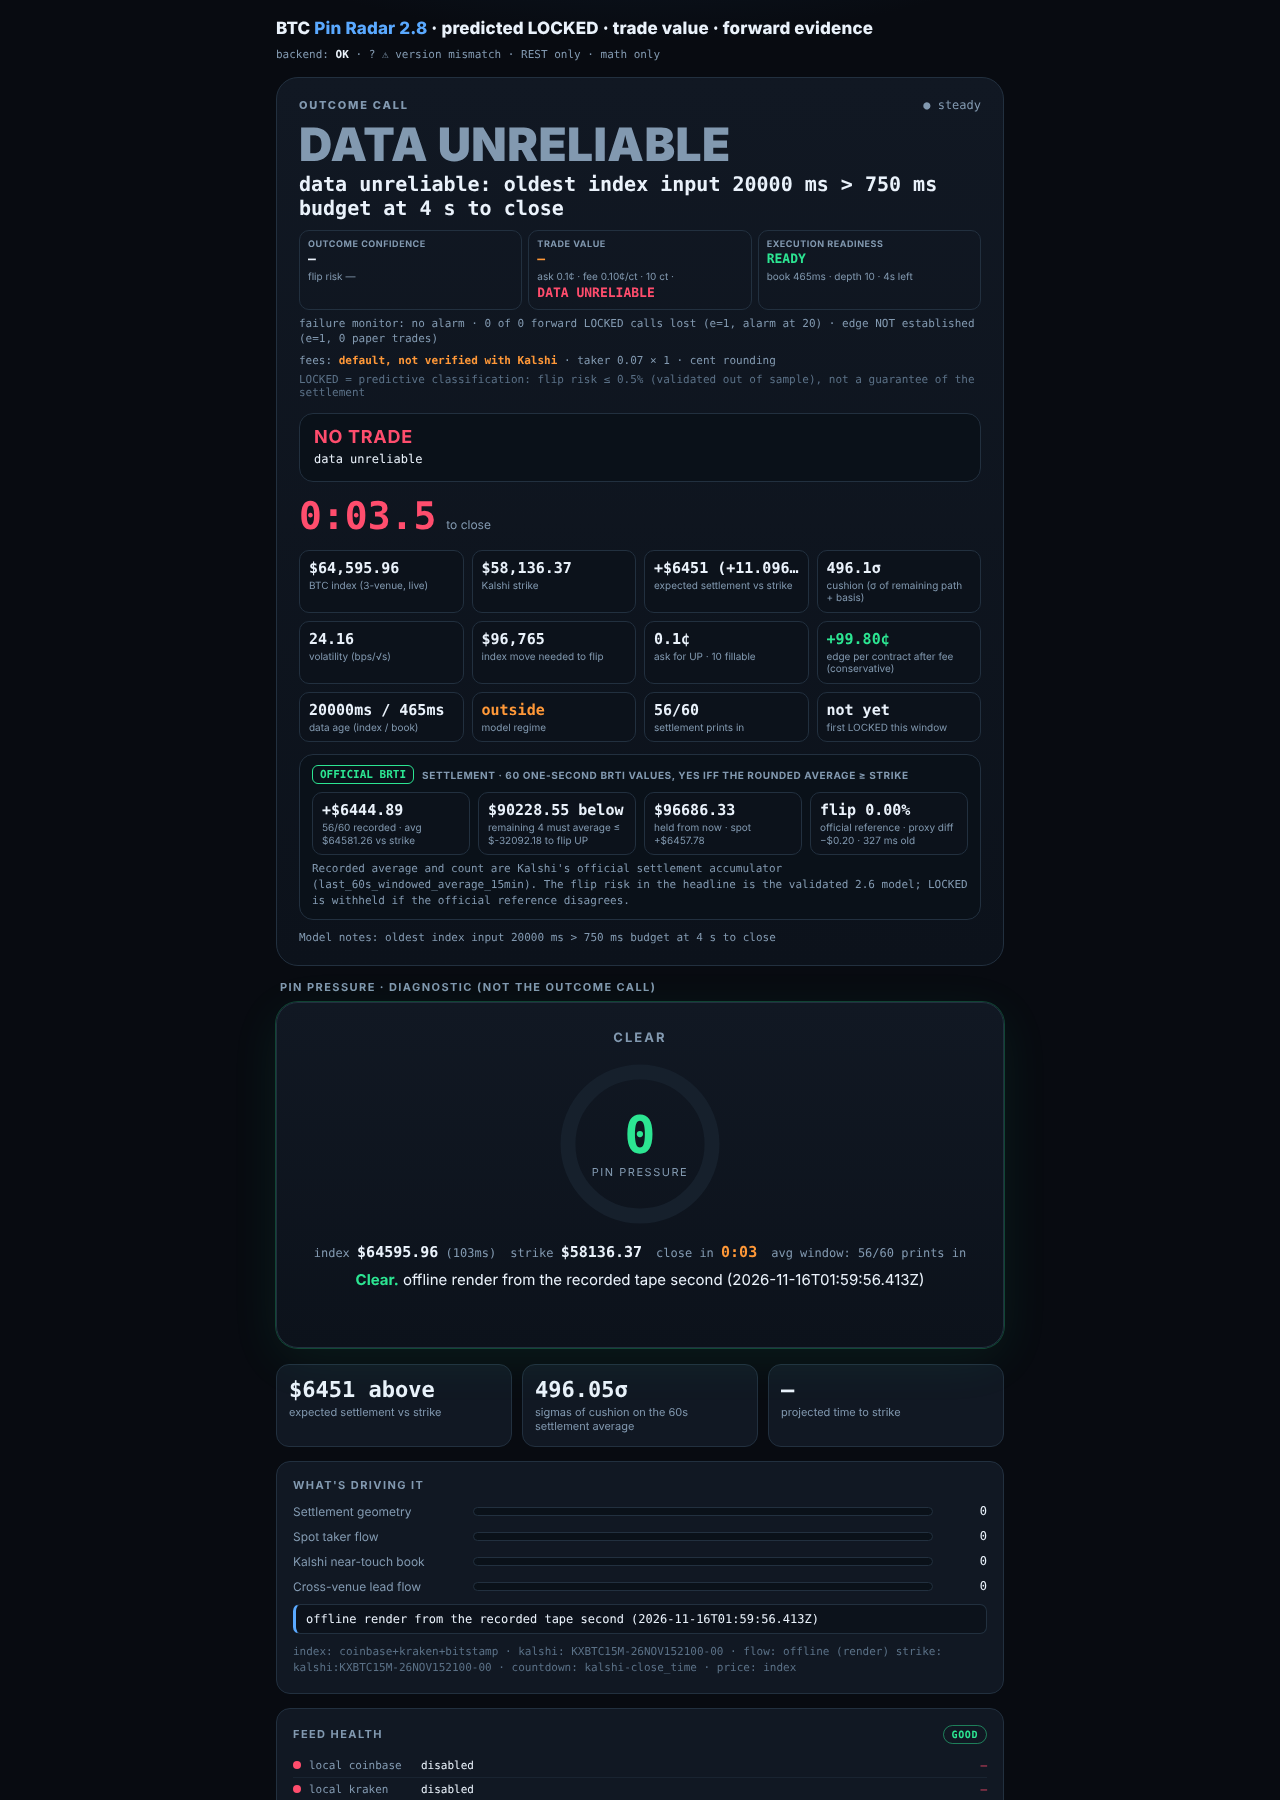 BTC Pin Radar 2.8 · predicted LOCKED · trade value · forward evidence
backend: OK · ? ⚠ version mismatch · REST only · math only
OUTCOME CALL
● steady
DATA UNRELIABLE
data unreliable: oldest index input 20000 ms > 750 ms
budget at 4 s to close
OUTCOME CONFIDENCE
—
flip risk —
TRADE VALUE
—
ask 0.1¢ · fee 0.10¢/ct · 10 ct ·
DATA UNRELIABLE
EXECUTION READINESS
READY
book 465ms · depth 10 · 4s left
failure monitor: no alarm · 0 of 0 forward LOCKED calls lost (e=1, alarm at 20) · edge NOT established
(e=1, 0 paper trades)
fees: default, not verified with Kalshi · taker 0.07 × 1 · cent rounding
LOCKED = predictive classification: flip risk ≤ 0.5% (validated out of sample), not a guarantee of the
settlement
NO TRADE
data unreliable
0:03.5 to close
$64,595.96
BTC index (3-venue, live)
$58,136.37
Kalshi strike
+$6451 (+11.096…
expected settlement vs strike
496.1σ
cushion (σ of remaining path
+ basis)
24.16
volatility (bps/√s)
$96,765
index move needed to flip
0.1¢
ask for UP · 10 fillable
+99.80¢
edge per contract after fee
(conservative)
20000ms / 465ms
data age (index / book)
outside
model regime
56/60
settlement prints in
not yet
first LOCKED this window
OFFICIAL BRTI SETTLEMENT · 60 ONE-SECOND BRTI VALUES, YES IFF THE ROUNDED AVERAGE ≥ STRIKE
+$6444.89
56/60 recorded · avg
$64581.26 vs strike
$90228.55 below
remaining 4 must average ≤
$-32092.18 to flip UP
$96686.33
held from now · spot
+$6457.78
flip 0.00%
official reference · proxy diff
−$0.20 · 327 ms old
Recorded average and count are Kalshi's official settlement accumulator
(last_60s_windowed_average_15min). The flip risk in the headline is the validated 2.6 model; LOCKED
is withheld if the official reference disagrees.
Model notes: oldest index input 20000 ms > 750 ms budget at 4 s to close
PIN PRESSURE · DIAGNOSTIC (NOT THE OUTCOME CALL)
CLEAR
0
PIN PRESSURE
index $64595.96 (103ms) strike $58136.37 close in 0:03 avg window: 56/60 prints in
Clear. offline render from the recorded tape second (2026-11-16T01:59:56.413Z)
$6451 above
expected settlement vs strike
496.05σ
sigmas of cushion on the 60s
settlement average
—
projected time to strike
WHAT'S DRIVING IT
Settlement geometry 0
Spot taker flow 0
Kalshi near-touch book 0
Cross-venue lead flow 0
offline render from the recorded tape second (2026-11-16T01:59:56.413Z)
index: coinbase+kraken+bitstamp · kalshi: KXBTC15M-26NOV152100-00 · flow: offline (render) strike:
kalshi:KXBTC15M-26NOV152100-00 · countdown: kalshi-close_time · price: index
FEED HEALTH
GOOD
local coinbase disabled —
local kraken disabled —